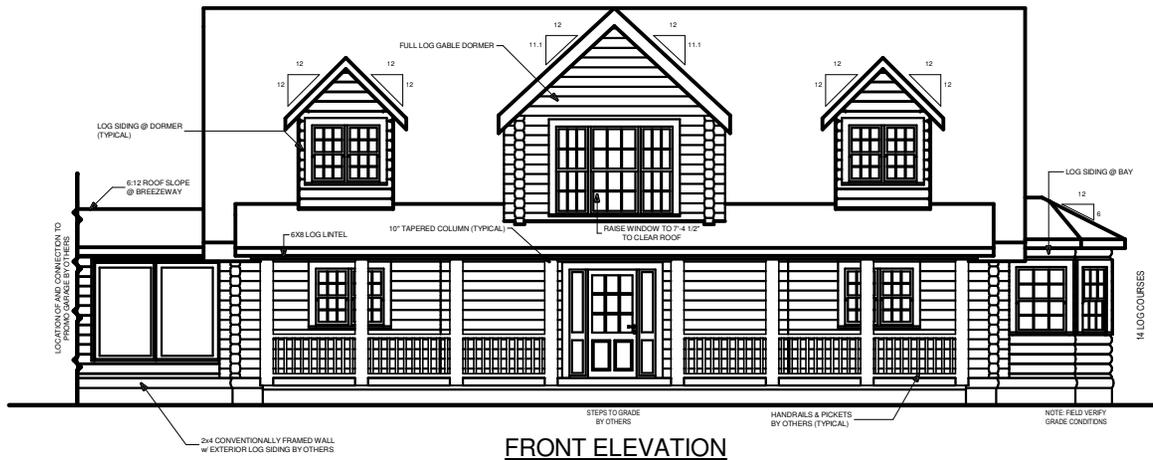 12
12
11.1
11.1
FULL LOG GABLE DORMER
12
12
12
12
12
12
12
12
LOG SIDING @ DORMER
(TYPICAL)
LOG SIDING @ BAY
6:12 ROOF SLOPE
@ BREEZEWAY
12
6
10" TAPERED COLUMN (TYPICAL)
RAISE WINDOW TO 7'-4 1/2"
TO CLEAR ROOF
6X8 LOG LINTEL
LOCATION OF AND CONNECTION TO
PROMO GARAGE BY OTHERS
14 LOG COURSES
STEPS TO GRADE
BY OTHERS
HANDRAILS & PICKETS
BY OTHERS (TYPICAL)
NOTE: FIELD VERIFY
GRADE CONDITIONS
2x4 CONVENTIONALLY FRAMED WALL
w/ EXTERIOR LOG SIDING BY OTHERS
FRONT ELEVATION